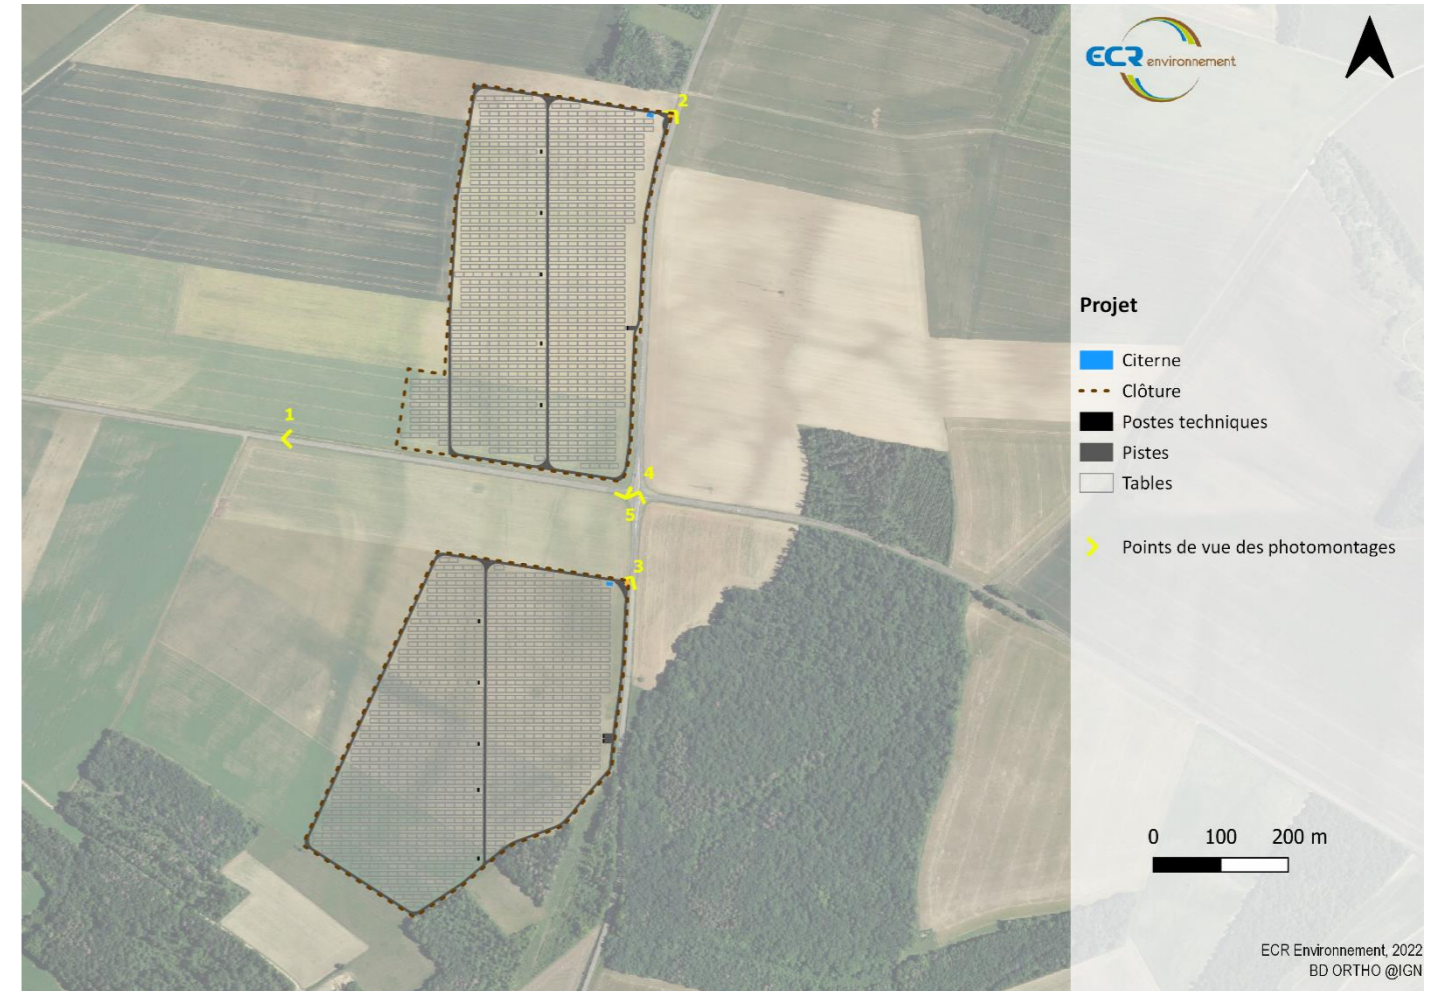 ECR environnement
2
Projet
Citerne
Clôture
1
Postes techniques
Pistes
4
Tables
5
Points de vue des photomontages
3
0 100 200 m
ECR Environnement, 2022
BD ORTHO @IGN